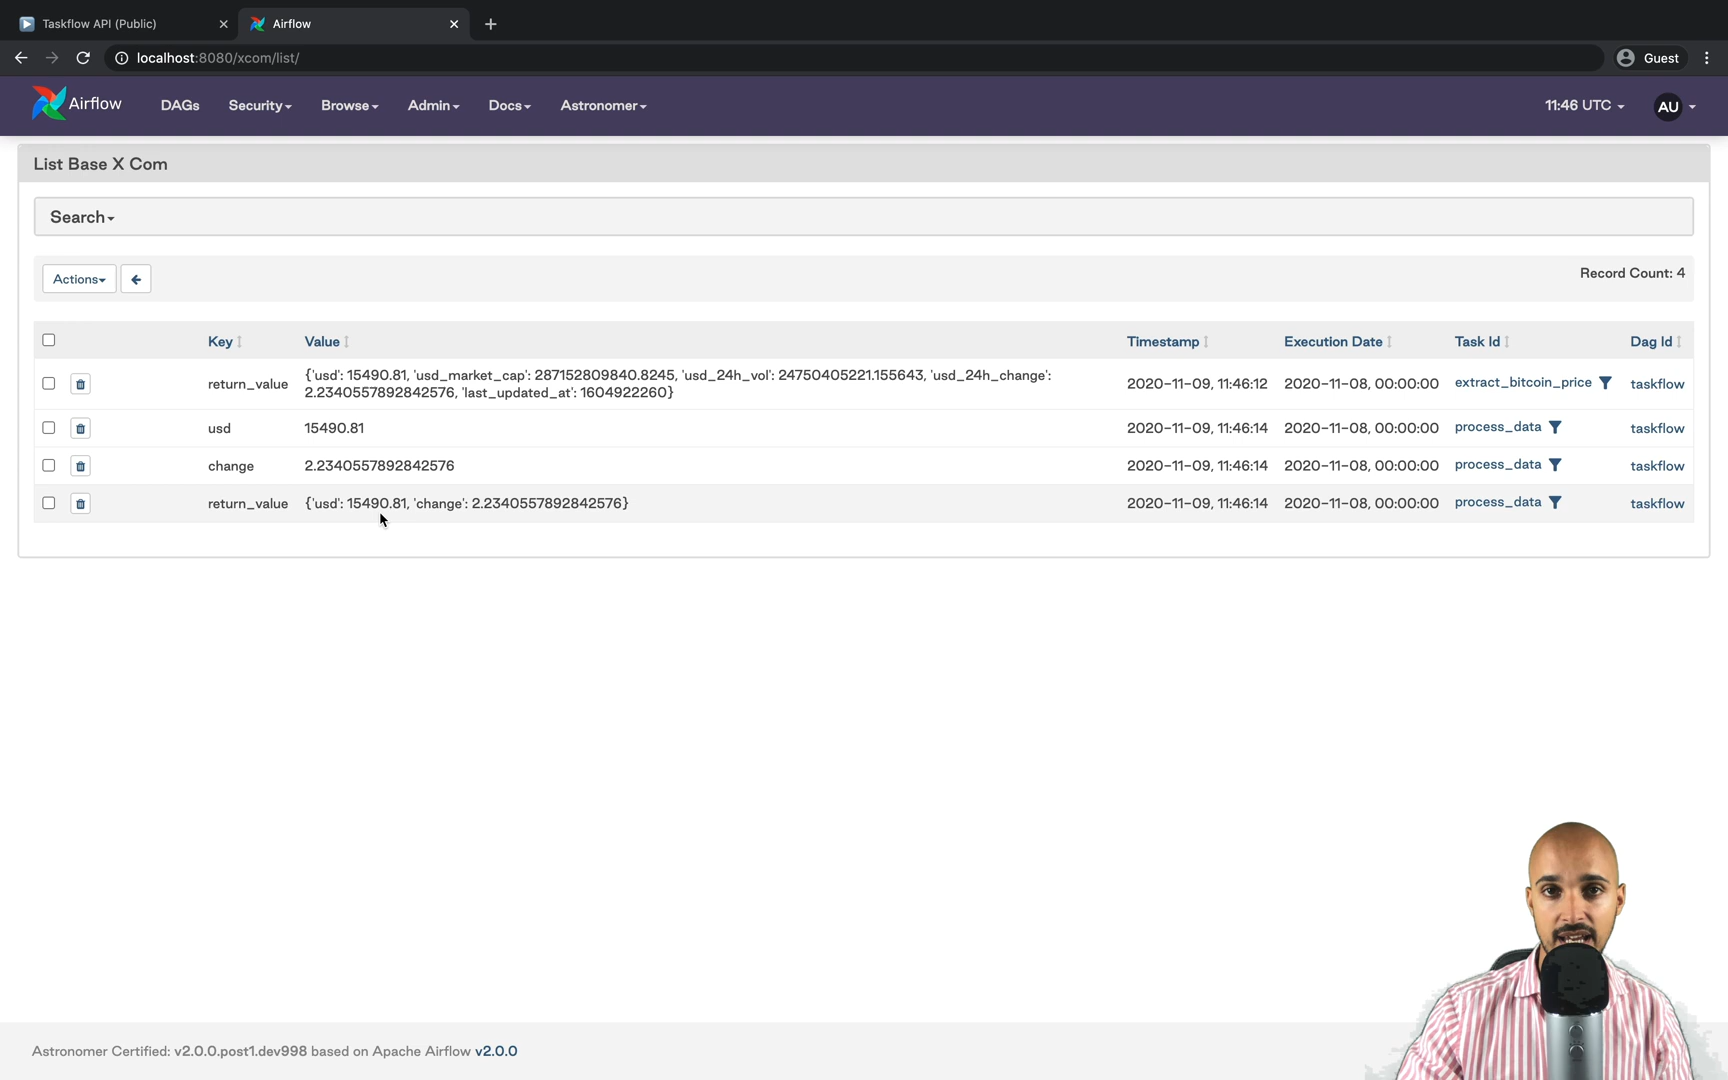 Taskflow API (Public)
Airflow
localhost:8080/xcom/list/
Guest
Airflow DAGs Security Browse Admin Docs Astronomer 11:46 UTC AU
List Base X Com
Search
Actions Record Count: 4
Key Value Timestamp Execution Date Task Id Dag Id
return_value {'usd': 15490.81, 'usd_market_cap': 287152809840.8245, 'usd_24h_vol': 24750405221.155643, 'usd_24h_change':
2.2340557892842576, 'last_updated_at': 1604922260} 2020-11-09, 11:46:12 2020-11-08, 00:00:00 extract_bitcoin_price taskflow
usd 15490.81 2020-11-09, 11:46:14 2020-11-08, 00:00:00 process_data taskflow
change 2.2340557892842576 2020-11-09, 11:46:14 2020-11-08, 00:00:00 process_data taskflow
return_value {'usd': 15490.81, 'change': 2.2340557892842576} 2020-11-09, 11:46:14 2020-11-08, 00:00:00 process_data taskflow
Astronomer Certified: v2.0.0.post1.dev998 based on Apache Airflow v2.0.0